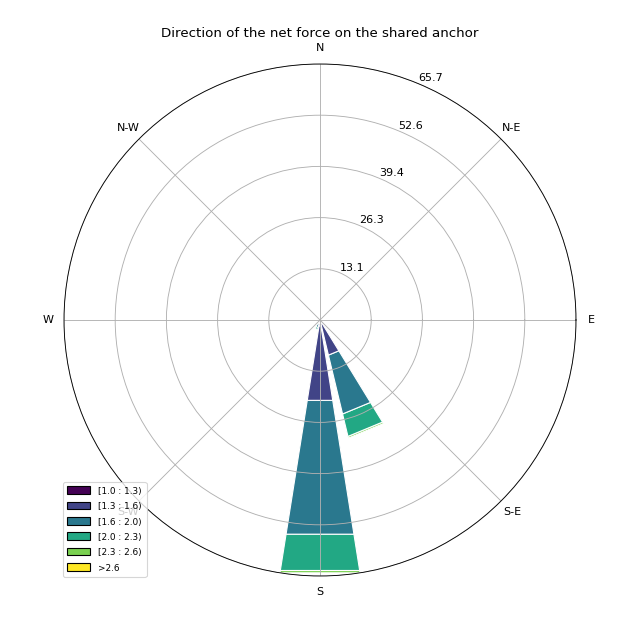 Direction of the net force on the shared anchor
N
65.7
N-W
52.6
N-E
39.4
26.3
13.1
W
E
[1.0 : 1.3)
[1.3 : 1.6)
S-W
S-E
[1.6 : 2.0)
[2.0 : 2.3)
[2.3 : 2.6)
>2.6
S